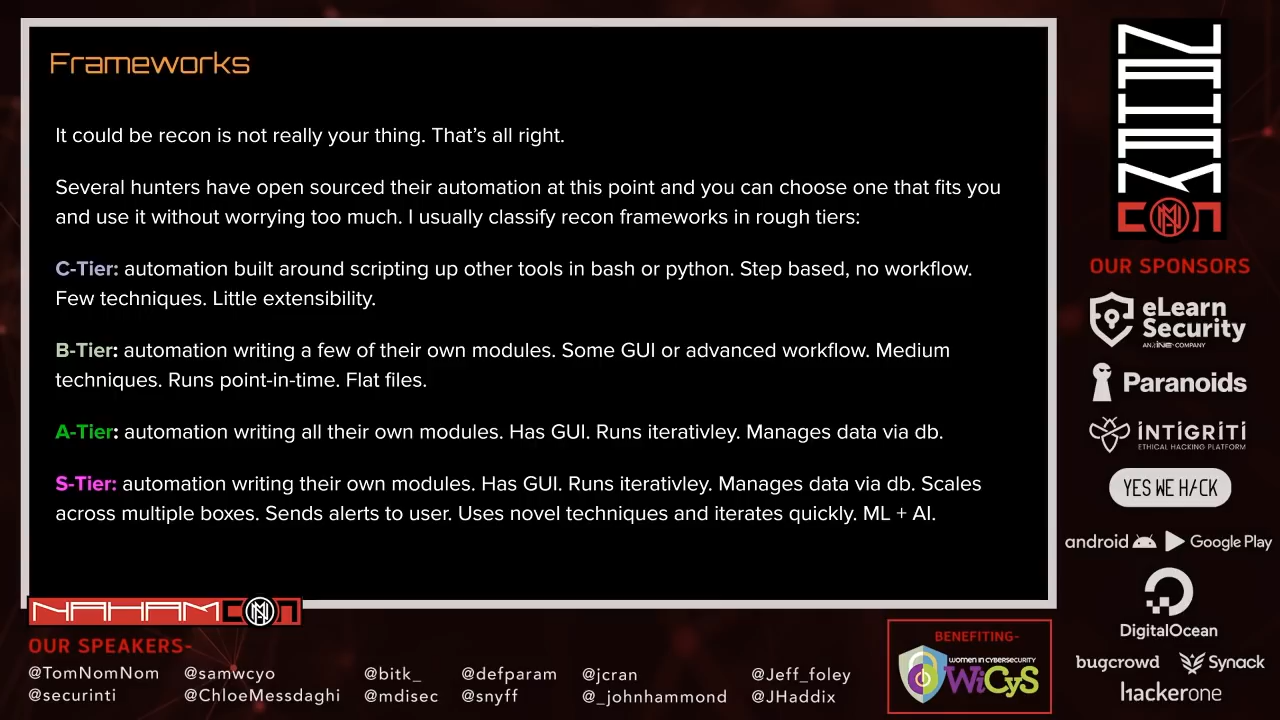 Frameworks
It could be recon is not really your thing. That's all right.
Several hunters have open sourced their automation at this point and you can choose one that fits you
and use it without worrying too much. I usually classify recon frameworks in rough tiers:
C-Tier: automation built around scripting up other tools in bash or python. Step based, no workflow.
Few techniques. Little extensibility.
B-Tier: automation writing a few of their own modules. Some GUI or advanced workflow. Medium
techniques. Runs point-in-time. Flat files.
A-Tier: automation writing all their own modules. Has GUI. Runs iterativley. Manages data via db.
S-Tier: automation writing their own modules. Has GUI. Runs iterativley. Manages data via db. Scales
across multiple boxes. Sends alerts to user. Uses novel techniques and iterates quickly. ML + AI.
NAHAMCON
OUR SPONSORS
eLearn
Security
AN INE COMPANY
Paranoids
INTIGRITI
ETHICAL HACKING PLATFORM
YES WE H/CK
android Google Play
DigitalOcean
bugcrowd Synack
hackerone
NAHAMCON
OUR SPEAKERS-
@TomNomNom @samwcyo @bitk_ @defparam @jcran @Jeff_foley
@securinti @ChloeMessdaghi @mdisec @snyff @_johnhammond @JHaddix
BENEFITING-
WOMEN IN CYBERSECURITY
WiCyS